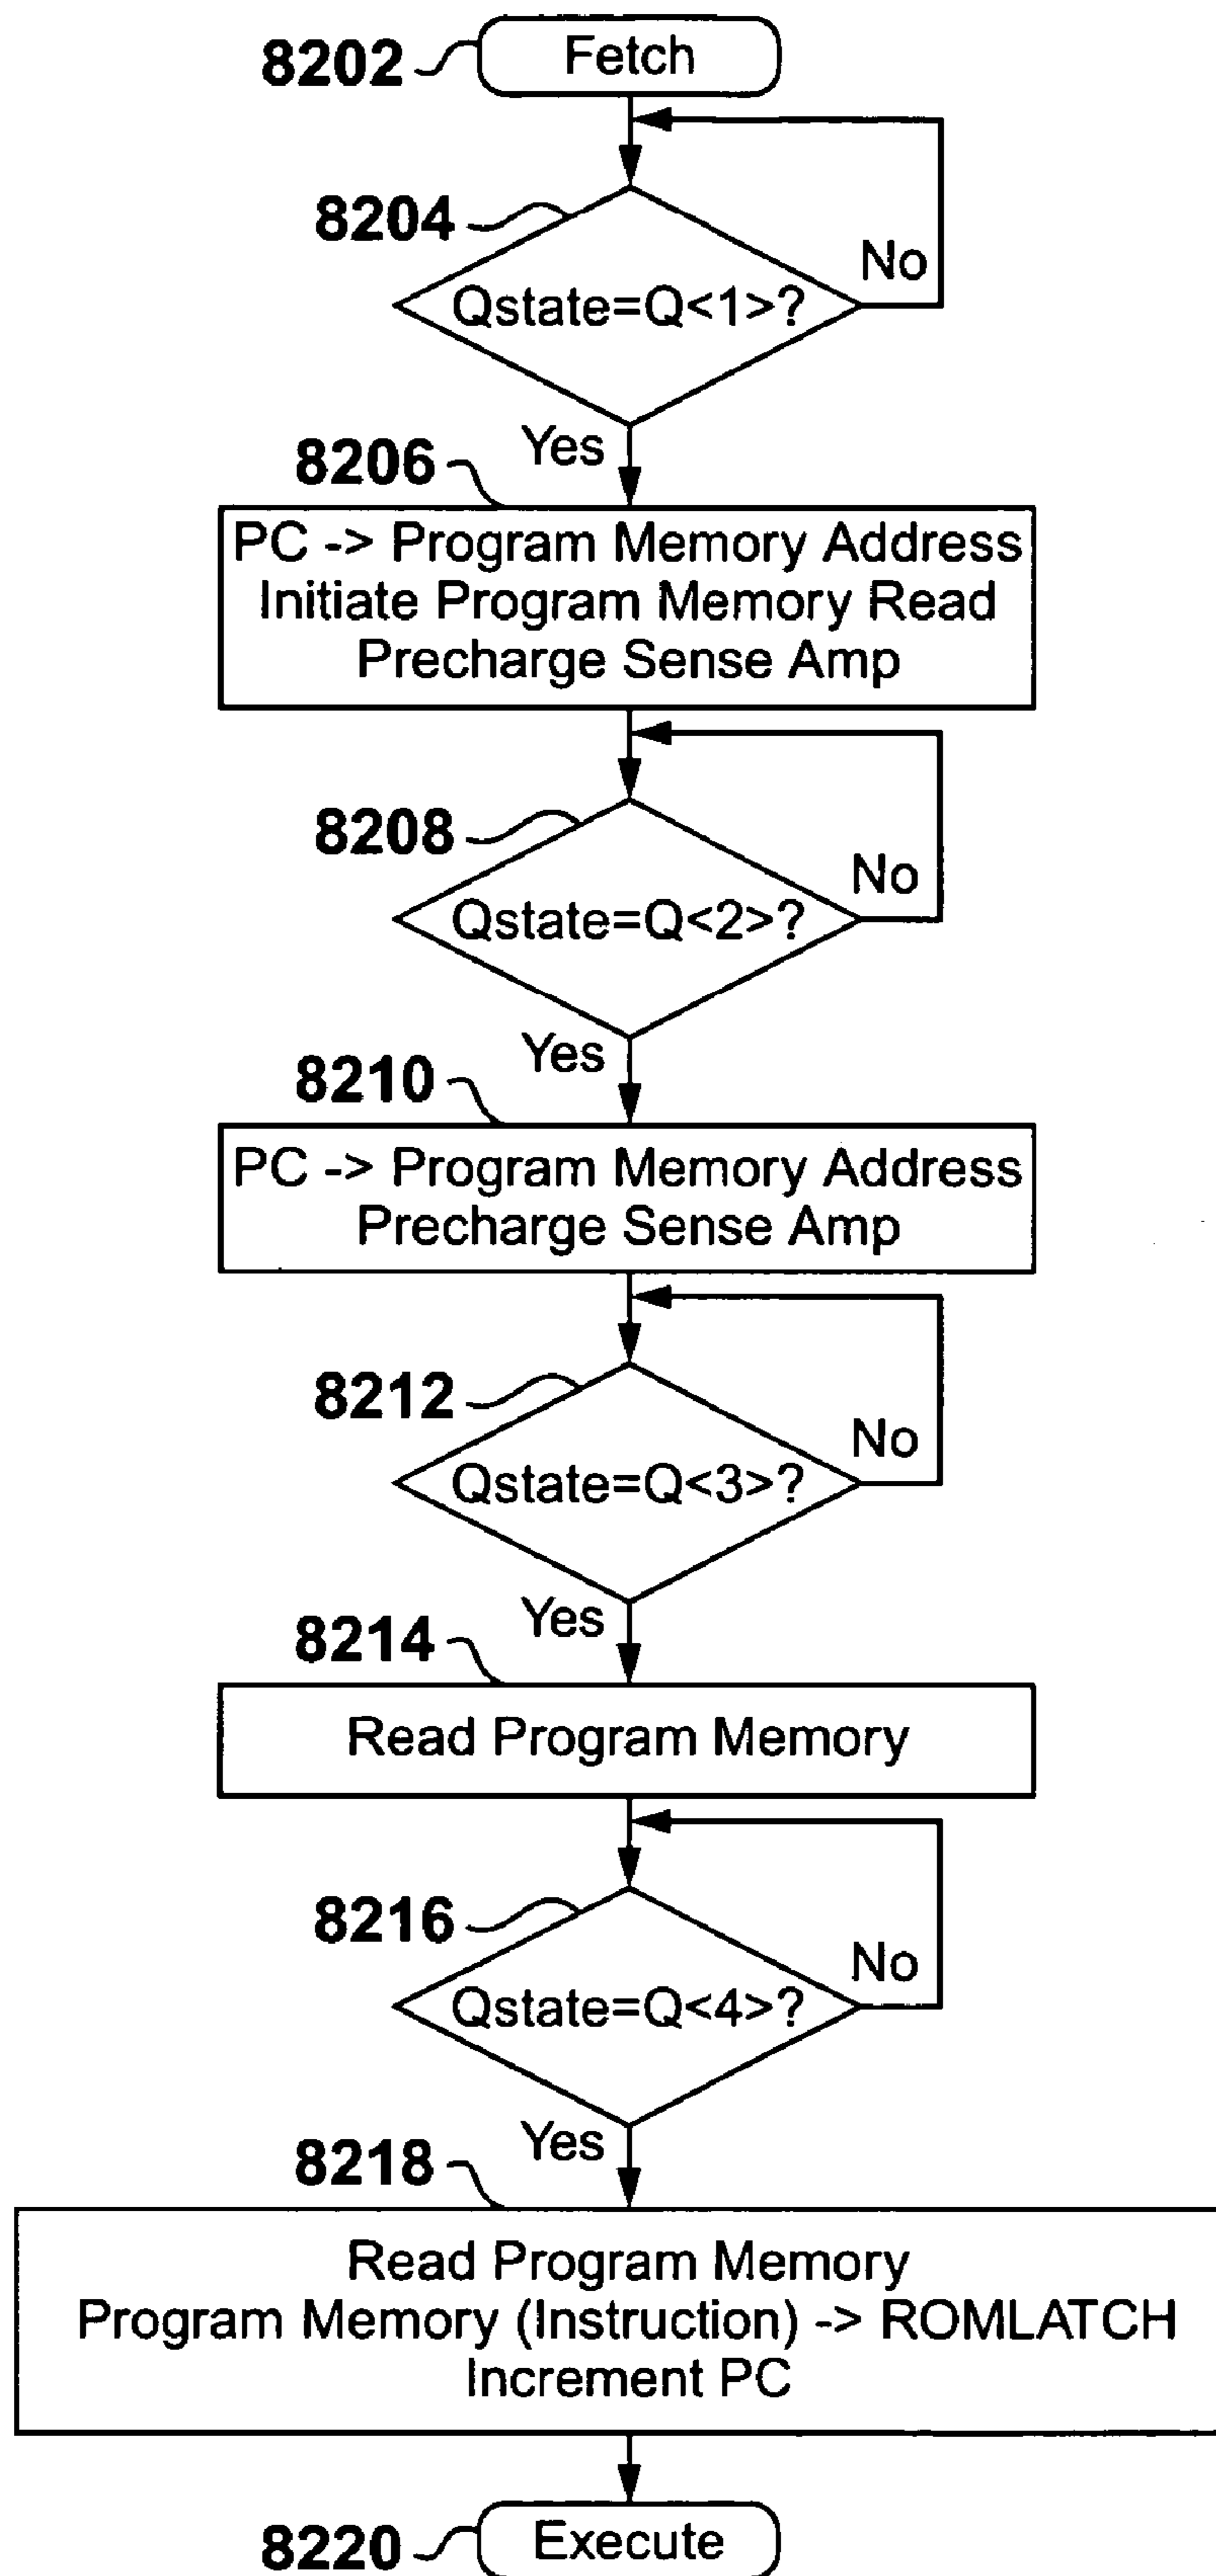 8202
Fetch
8204
Qstate=Q<1>?
No
Yes
8206
PC -> Program Memory Address
Initiate Program Memory Read
Precharge Sense Amp
8208
Qstate=Q<2>?
No
Yes
8210
PC -> Program Memory Address
Precharge Sense Amp
8212
Qstate=Q<3>?
No
Yes
8214
Read Program Memory
8216
Qstate=Q<4>?
No
Yes
8218
Read Program Memory
Program Memory (Instruction) -> ROMLATCH
Increment PC
8220
Execute